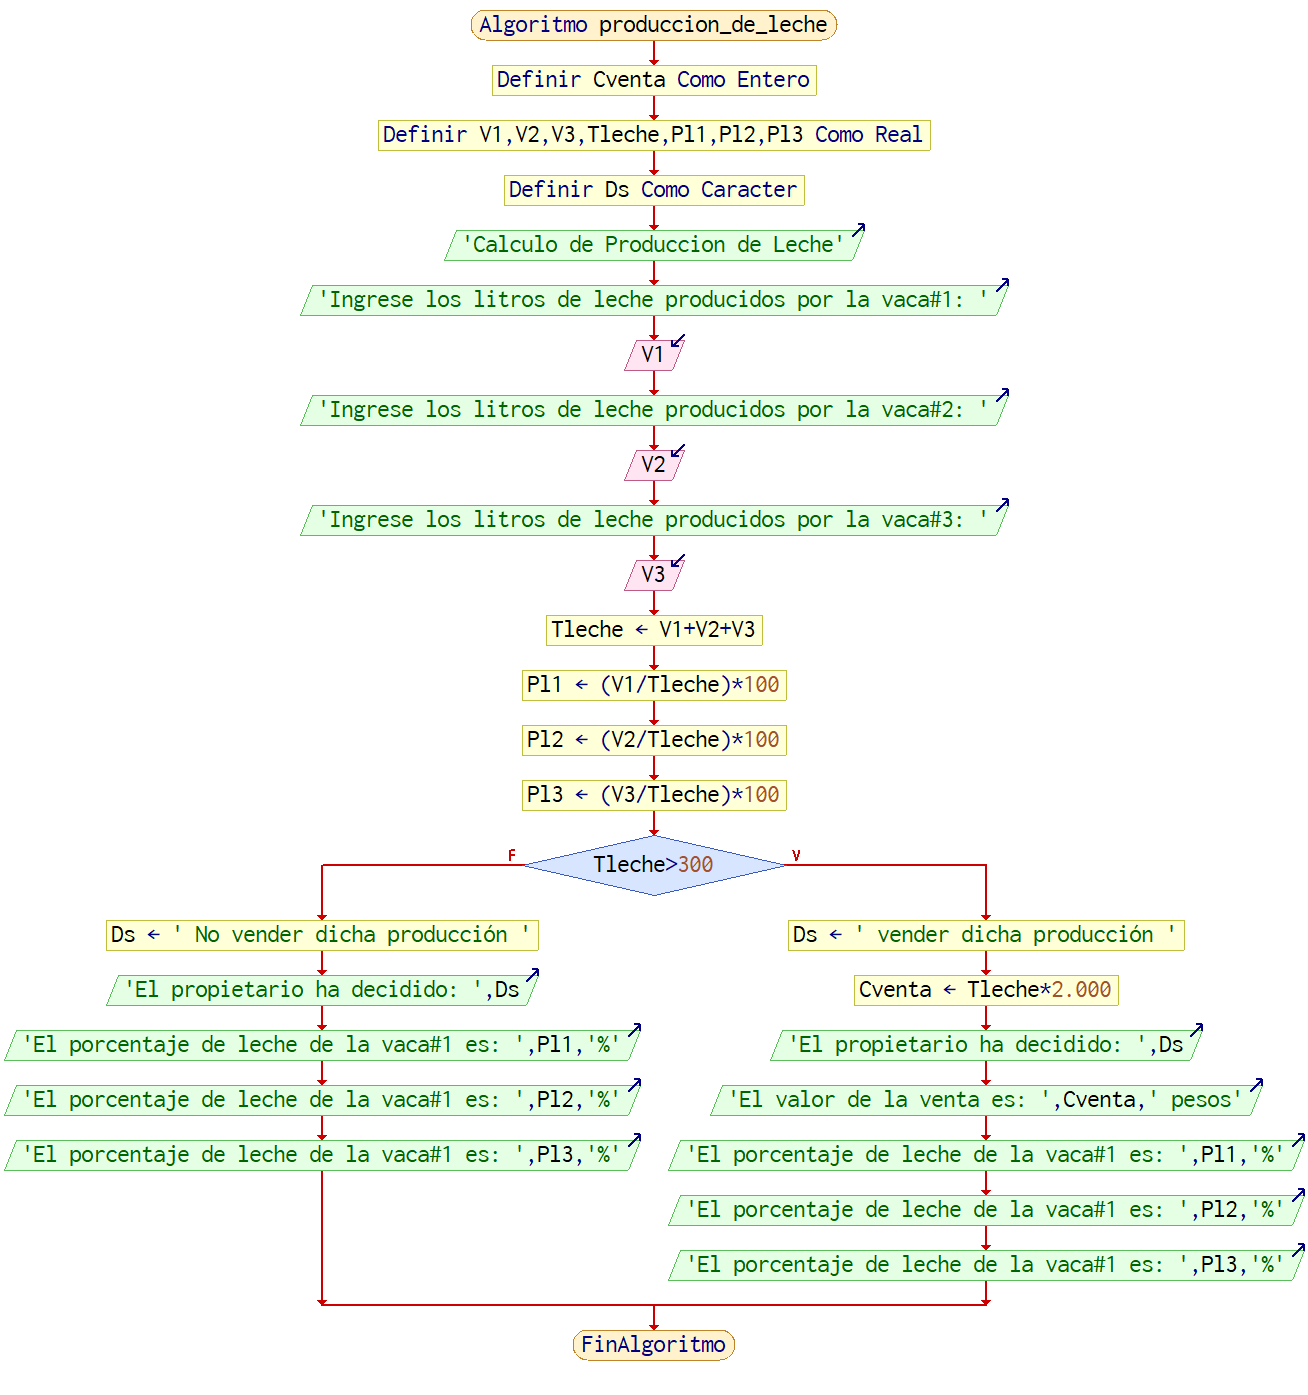 Algoritmo produccion_de_leche
Definir Cventa Como Entero
Definir V1,V2,V3,Tleche,Pl1,Pl2,Pl3 Como Real
Definir Ds Como Caracter
'Calculo de Produccion de Leche'
'Ingrese los litros de leche producidos por la vaca#1: '
V1
'Ingrese los litros de leche producidos por la vaca#2: '
V2
'Ingrese los litros de leche producidos por la vaca#3: '
V3
Tleche ← V1+V2+V3
Pl1 ← (V1/Tleche)*100
Pl2 ← (V2/Tleche)*100
Pl3 ← (V3/Tleche)*100
Tleche>300
F
Ds ← ' No vender dicha producción '
'El propietario ha decidido: ',Ds
'El porcentaje de leche de la vaca#1 es: ',Pl1,'%'
'El porcentaje de leche de la vaca#1 es: ',Pl2,'%'
'El porcentaje de leche de la vaca#1 es: ',Pl3,'%'
V
Ds ← ' vender dicha producción '
Cventa ← Tleche*2.000
'El propietario ha decidido: ',Ds
'El valor de la venta es: ',Cventa,' pesos'
'El porcentaje de leche de la vaca#1 es: ',Pl1,'%'
'El porcentaje de leche de la vaca#1 es: ',Pl2,'%'
'El porcentaje de leche de la vaca#1 es: ',Pl3,'%'
FinAlgoritmo